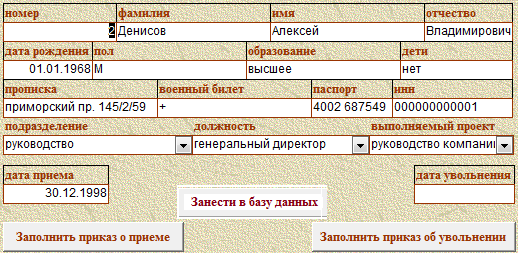 номер фамилия имя отчество
2 Денисов Алексей Владимирович
дата рождения пол образование дети
01.01.1968 М высшее нет
прописка военный билет паспорт инн
приморский пр. 145/2/59 + 4002 687549 000000000001
подразделение должность выполняемый проект
руководство генеральный директор руководство компани
дата приема дата увольнения
30.12.1998
Занести в базу данных
Заполнить приказ о приеме Заполнить приказ об увольнении